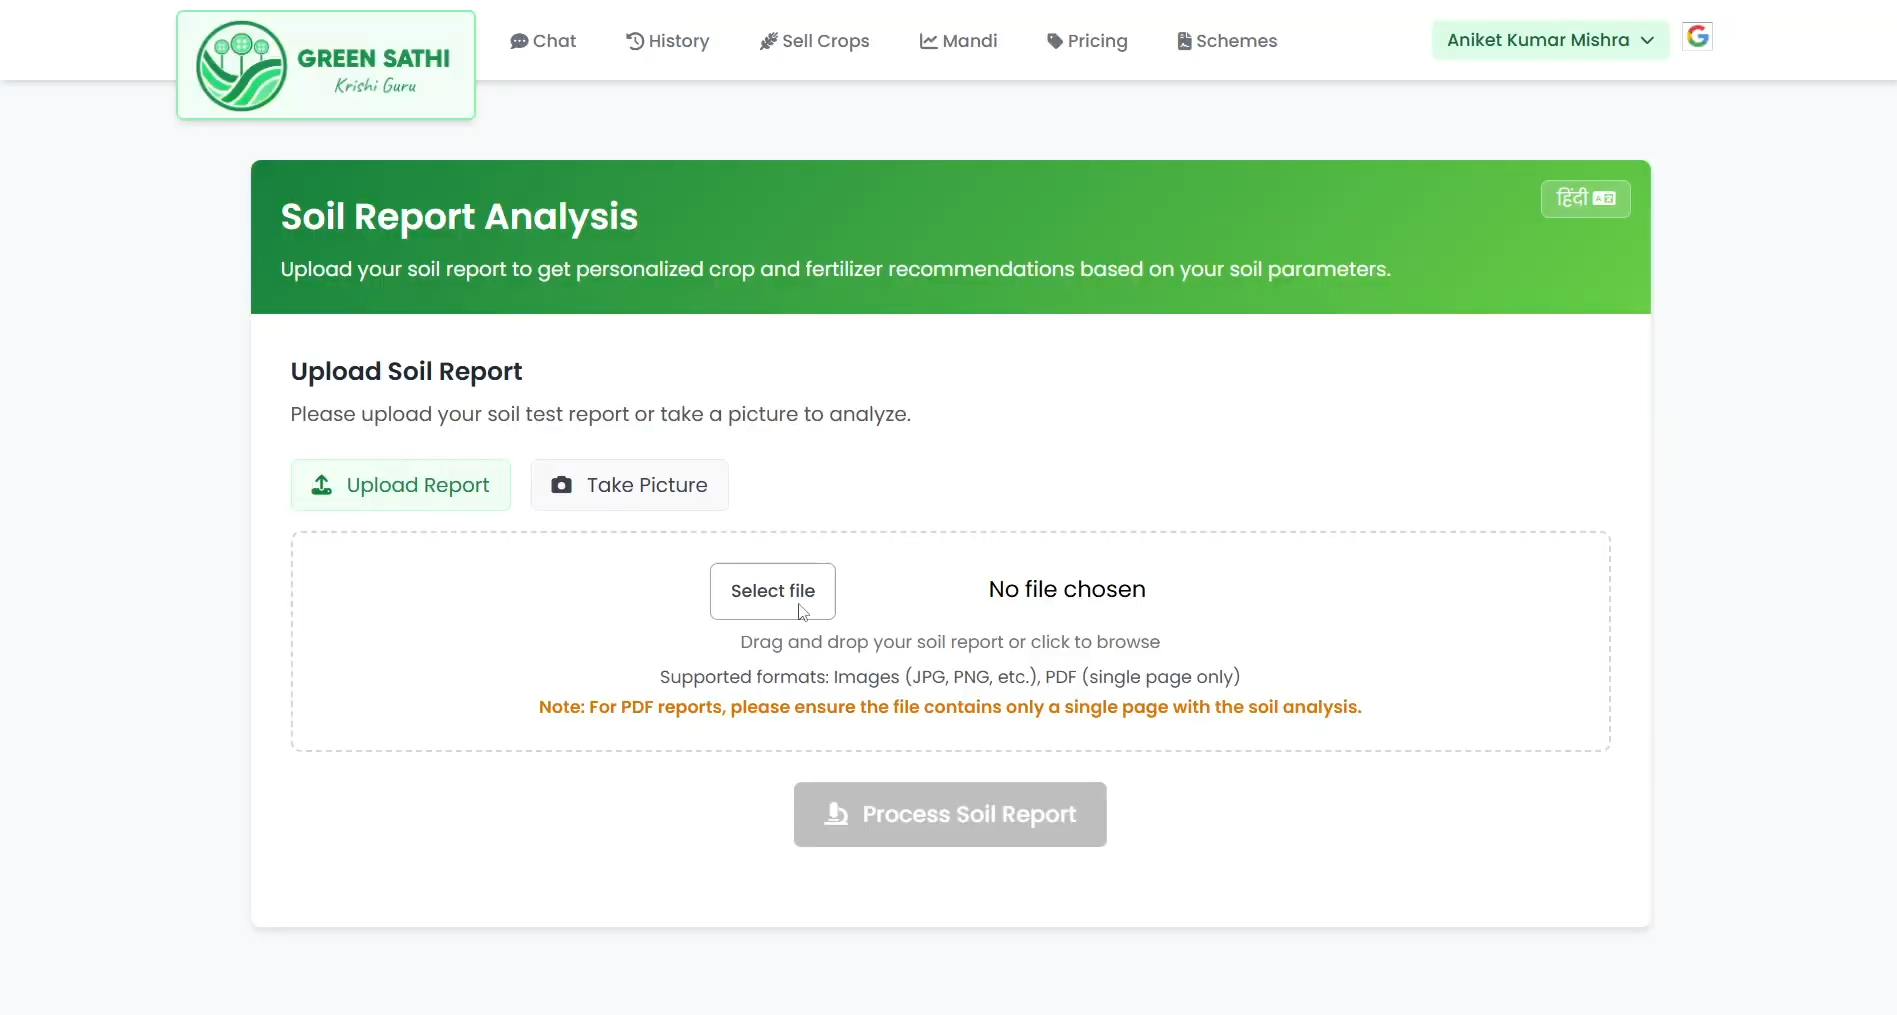 GREEN SATHI
Krishi Guru
Chat
History
Sell Crops
Mandi
Pricing
Schemes
Aniket Kumar Mishra
Soil Report Analysis
हिंदी
Upload your soil report to get personalized crop and fertilizer recommendations based on your soil parameters.
Upload Soil Report
Please upload your soil test report or take a picture to analyze.
Upload Report
Take Picture
Select file
No file chosen
Drag and drop your soil report or click to browse
Supported formats: Images (JPG, PNG, etc.), PDF (single page only)
Note: For PDF reports, please ensure the file contains only a single page with the soil analysis.
Process Soil Report